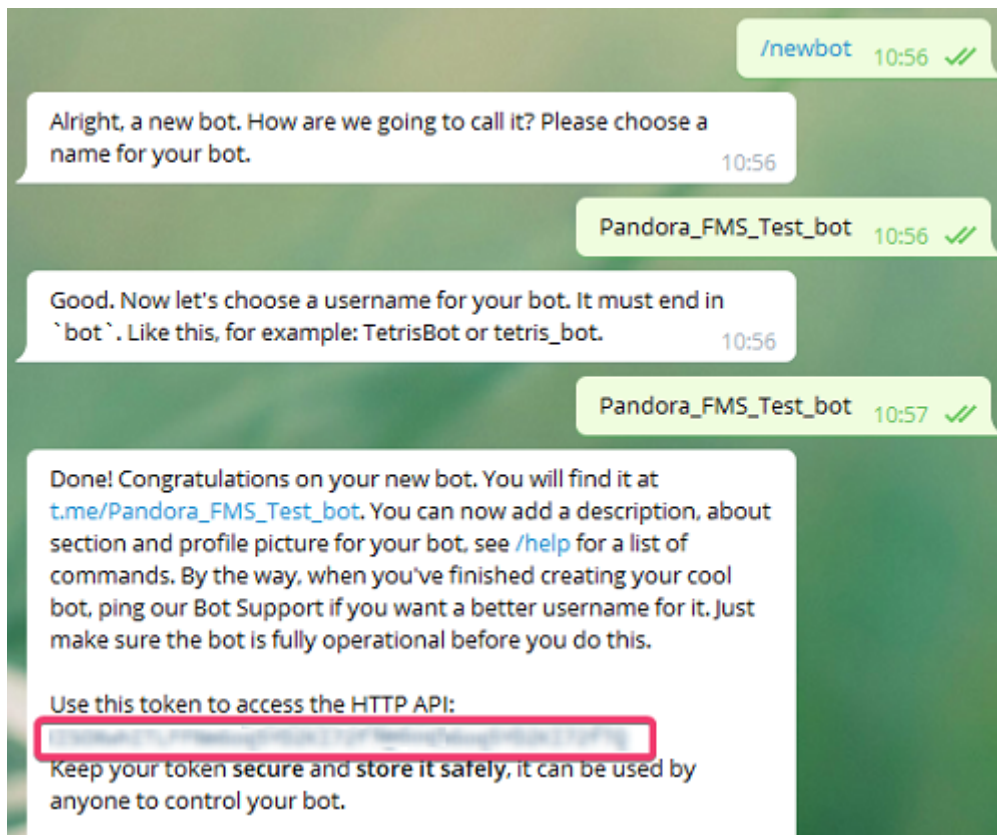 /newbot 10:56
Alright, a new bot. How are we going to call it? Please choose a
name for your bot.
10:56
Pandora_FMS_Test_bot 10:56
Good. Now let's choose a username for your bot. It must end in
`bot`. Like this, for example: TetrisBot or tetris_bot.
10:56
Pandora_FMS_Test_bot 10:57
Done! Congratulations on your new bot. You will find it at
t.me/Pandora_FMS_Test_bot. You can now add a description, about
section and profile picture for your bot, see /help for a list of
commands. By the way, when you've finished creating your cool
bot, ping our Bot Support if you want a better username for it. Just
make sure the bot is fully operational before you do this.
Use this token to access the HTTP API:
Keep your token secure and store it safely, it can be used by
anyone to control your bot.